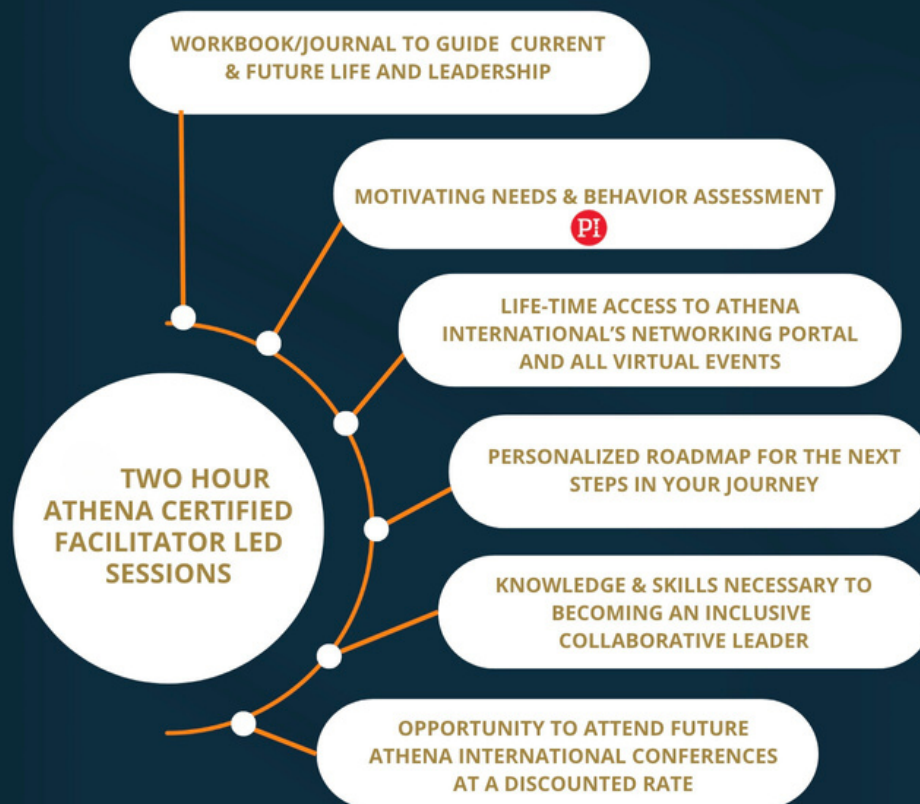 WORKBOOK/JOURNAL TO GUIDE CURRENT
& FUTURE LIFE AND LEADERSHIP
MOTIVATING NEEDS & BEHAVIOR ASSESSMENT
PI
LIFE-TIME ACCESS TO ATHENA
INTERNATIONAL'S NETWORKING PORTAL
AND ALL VIRTUAL EVENTS
PERSONALIZED ROADMAP FOR THE NEXT
STEPS IN YOUR JOURNEY
TWO HOUR
ATHENA CERTIFIED
FACILITATOR LED
SESSIONS
KNOWLEDGE & SKILLS NECESSARY TO
BECOMING AN INCLUSIVE
COLLABORATIVE LEADER
OPPORTUNITY TO ATTEND FUTURE
ATHENA INTERNATIONAL CONFERENCES
AT A DISCOUNTED RATE